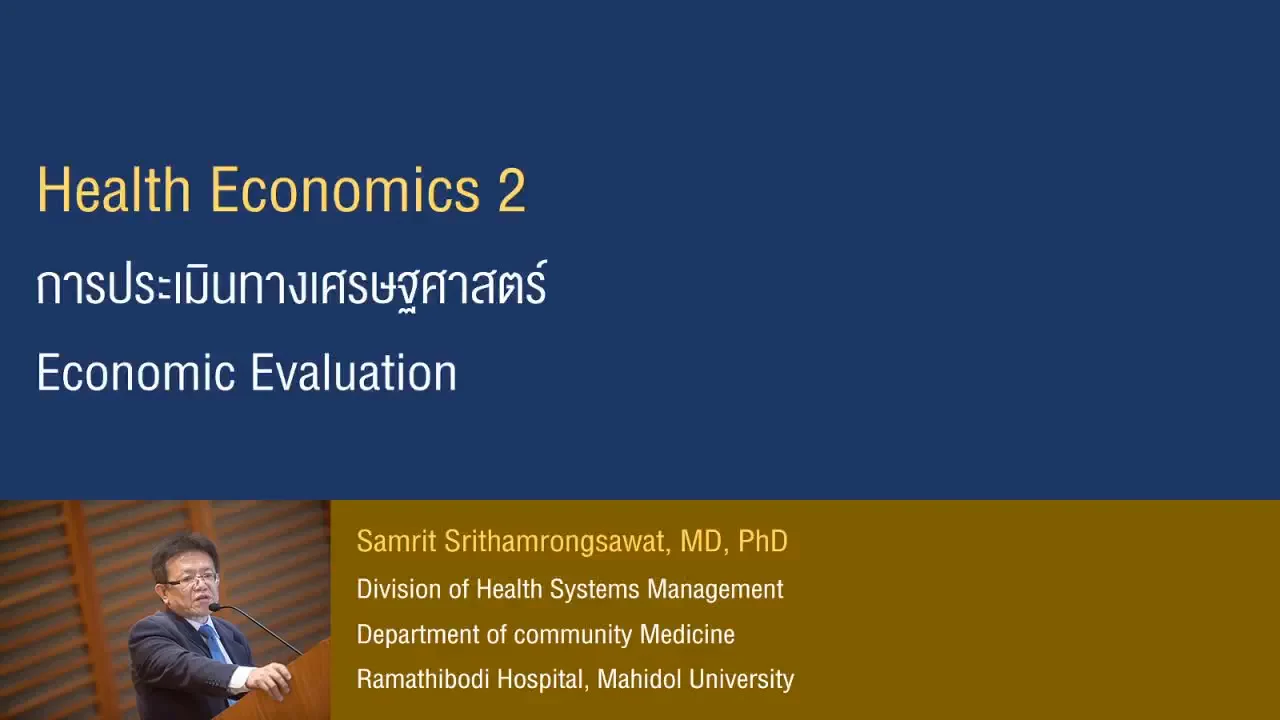 Health Economics 2
การประเมินทางเศรษฐศาสตร์
Economic Evaluation
Samrit Srithamrongsawat, MD, PhD
Division of Health Systems Management
Department of community Medicine
Ramathibodi Hospital, Mahidol University